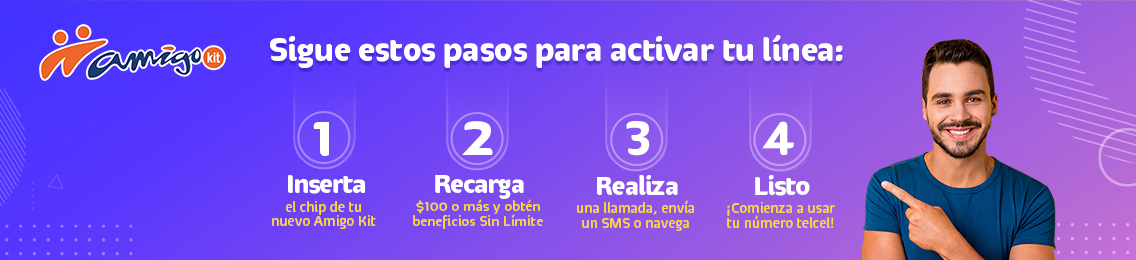 amigo kit
Sigue estos pasos para activar tu línea:
1
Inserta
el chip de tu
nuevo Amigo Kit
2
Recarga
$100 o más y obtén
beneficios Sin Límite
3
Realiza
una llamada, envía
un SMS o navega
4
Listo
¡Comienza a usar
tu número telcel!